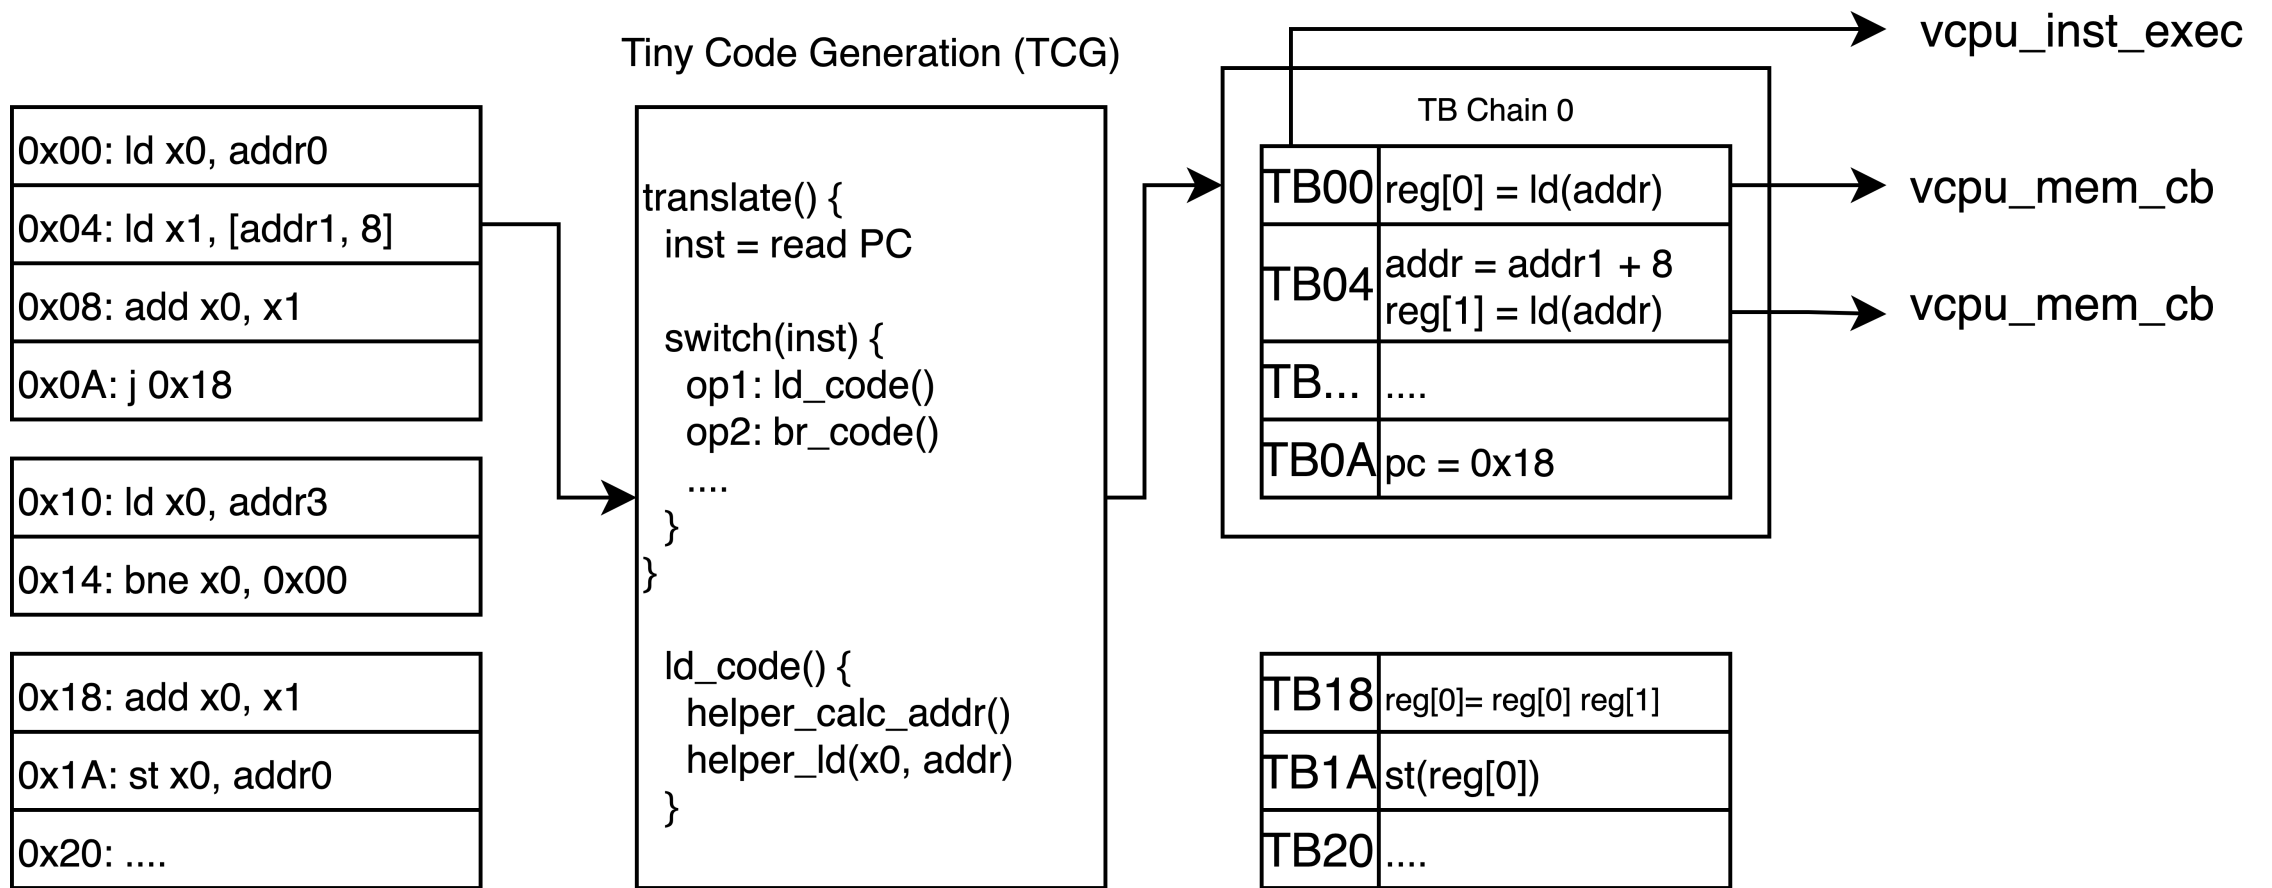 Tiny Code Generation (TCG)
0x00: ld x0, addr0
0x04: ld x1, [addr1, 8]
0x08: add x0, x1
0x0A: j 0x18
0x10: ld x0, addr3
0x14: bne x0, 0x00
0x18: add x0, x1
0x1A: st x0, addr0
0x20: ....
translate() {
inst = read PC
switch(inst) {
op1: ld_code()
op2: br_code()
....
}
}
ld_code() {
helper_calc_addr()
helper_ld(x0, addr)
}
TB Chain 0
TB00 reg[0] = ld(addr)
TB04 addr = addr1 + 8
reg[1] = ld(addr)
TB... ....
TB0A pc = 0x18
TB18 reg[0]= reg[0] reg[1]
TB1A st(reg[0])
TB20 ....
vcpu_inst_exec
vcpu_mem_cb
vcpu_mem_cb